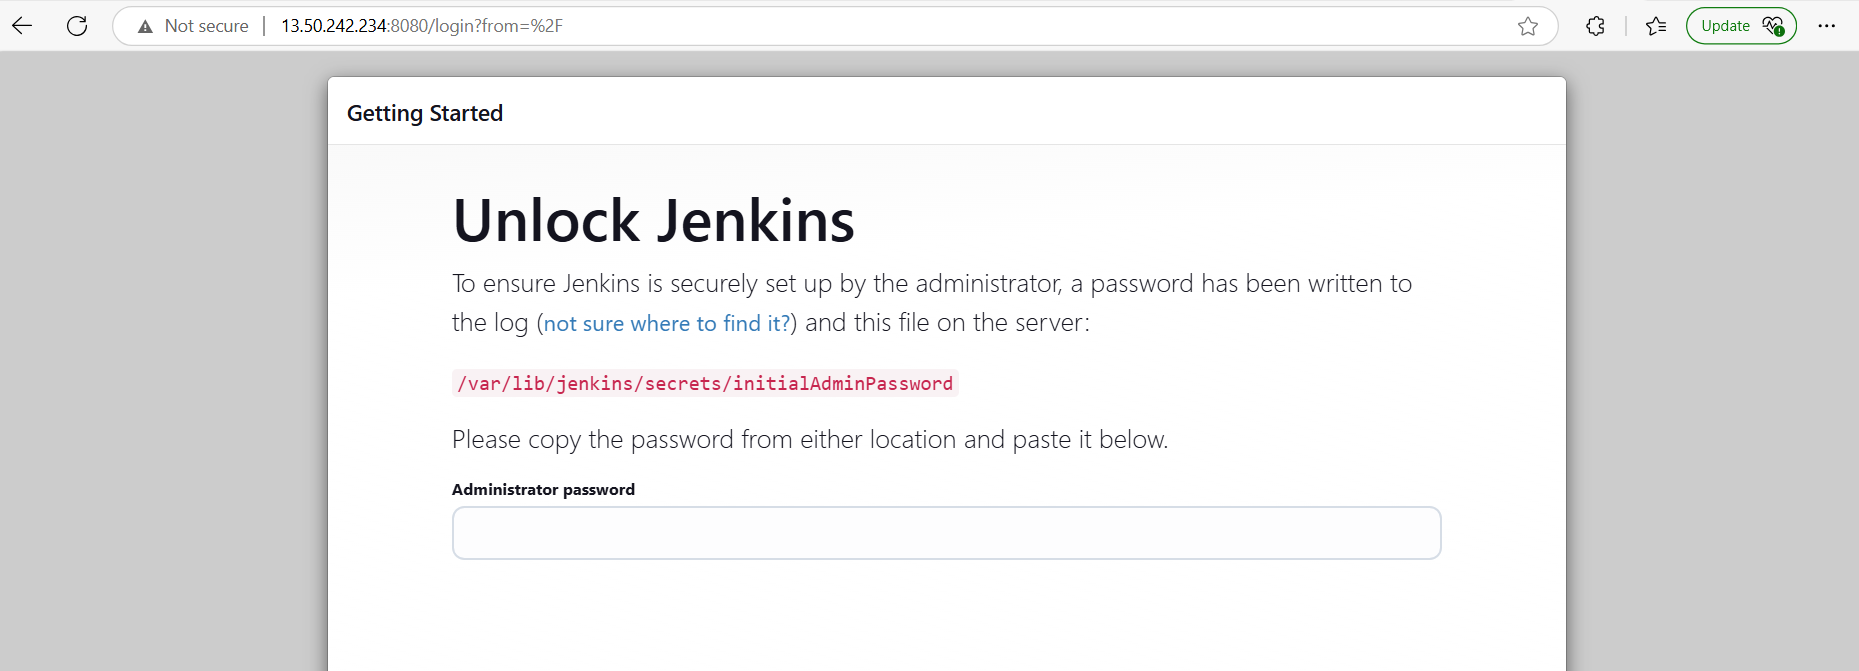 Not secure | 13.50.242.234:8080/login?from=%2F
Update
Getting Started
Unlock Jenkins
To ensure Jenkins is securely set up by the administrator, a password has been written to
the log (not sure where to find it?) and this file on the server:
/var/lib/jenkins/secrets/initialAdminPassword
Please copy the password from either location and paste it below.
Administrator password